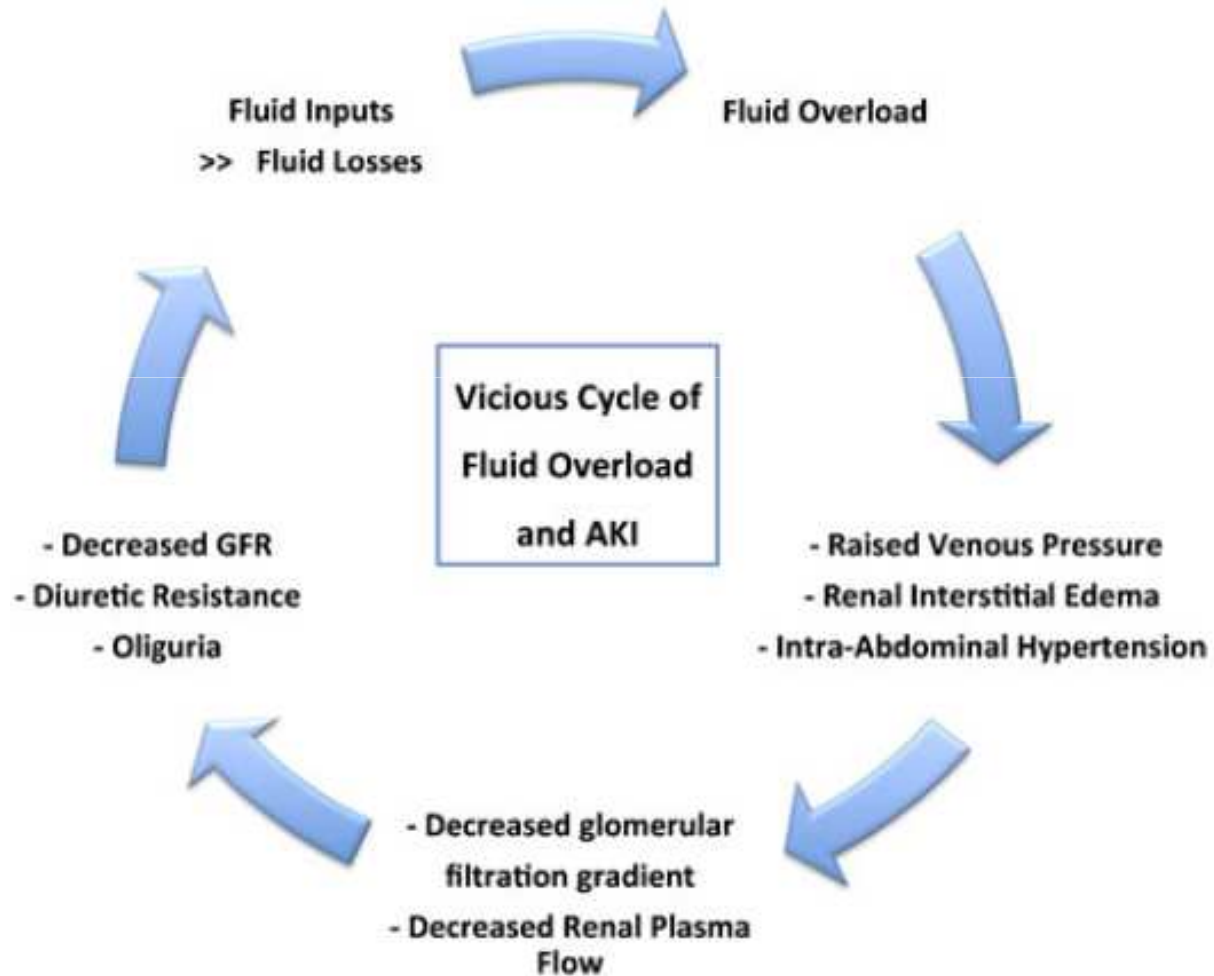 Fluid Inputs
>> Fluid Losses
Fluid Overload
Vicious Cycle of
Fluid Overload
and AKI
- Raised Venous Pressure
- Renal Interstitial Edema
- Intra-Abdominal Hypertension
- Decreased glomerular
filtration gradient
- Decreased Renal Plasma
Flow
- Decreased GFR
- Diuretic Resistance
- Oliguria